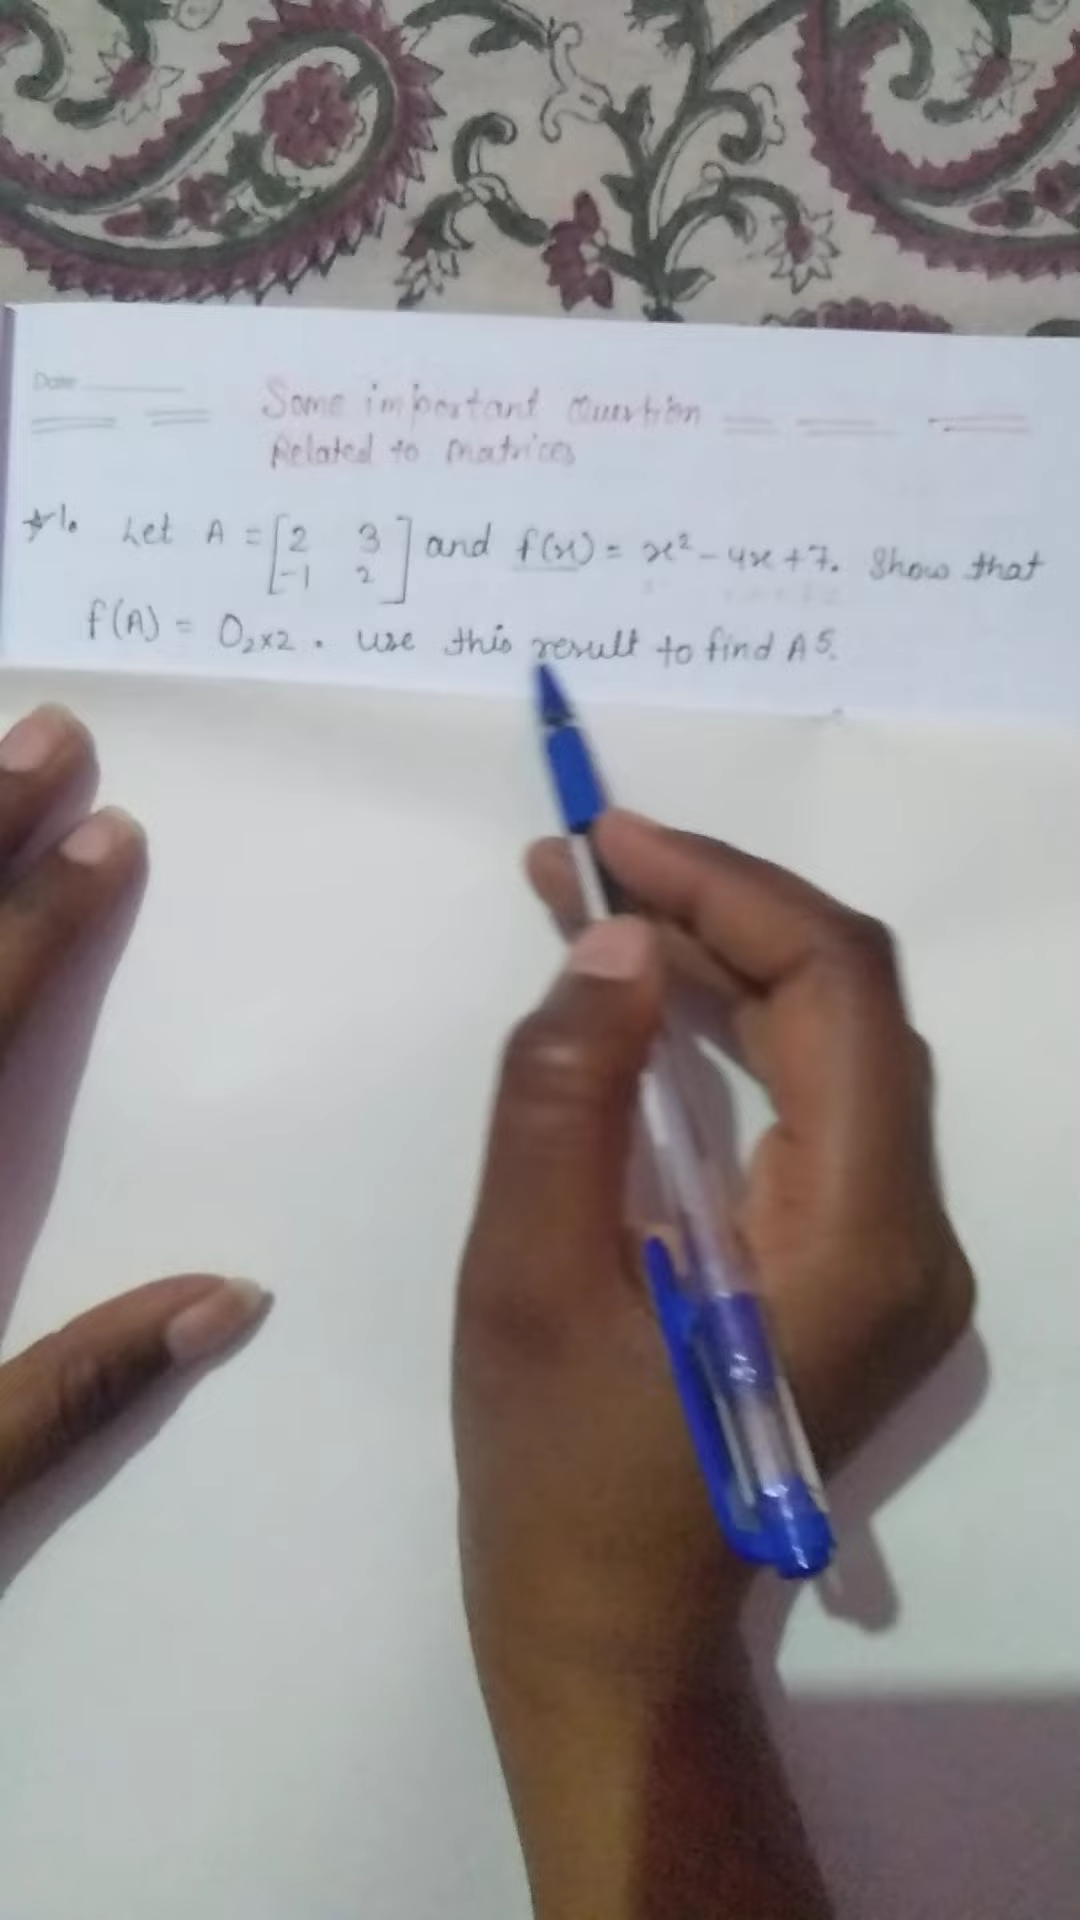 Date
Some important Question
Related to Matrices
1. Let A = [2 3
-1 2] and f(x) = x² - 4x + 7. Show that
f(A) = O₂ₓ₂. Use this result to find A⁵.